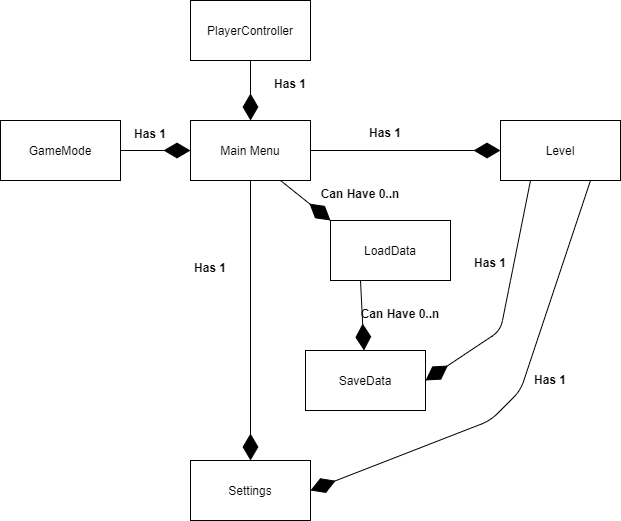 PlayerController
Has 1
Has 1
Has 1
GameMode
Main Menu
Level
Can Have 0..n
LoadData
Has 1
Has 1
Can Have 0..n
SaveData
Has 1
Settings